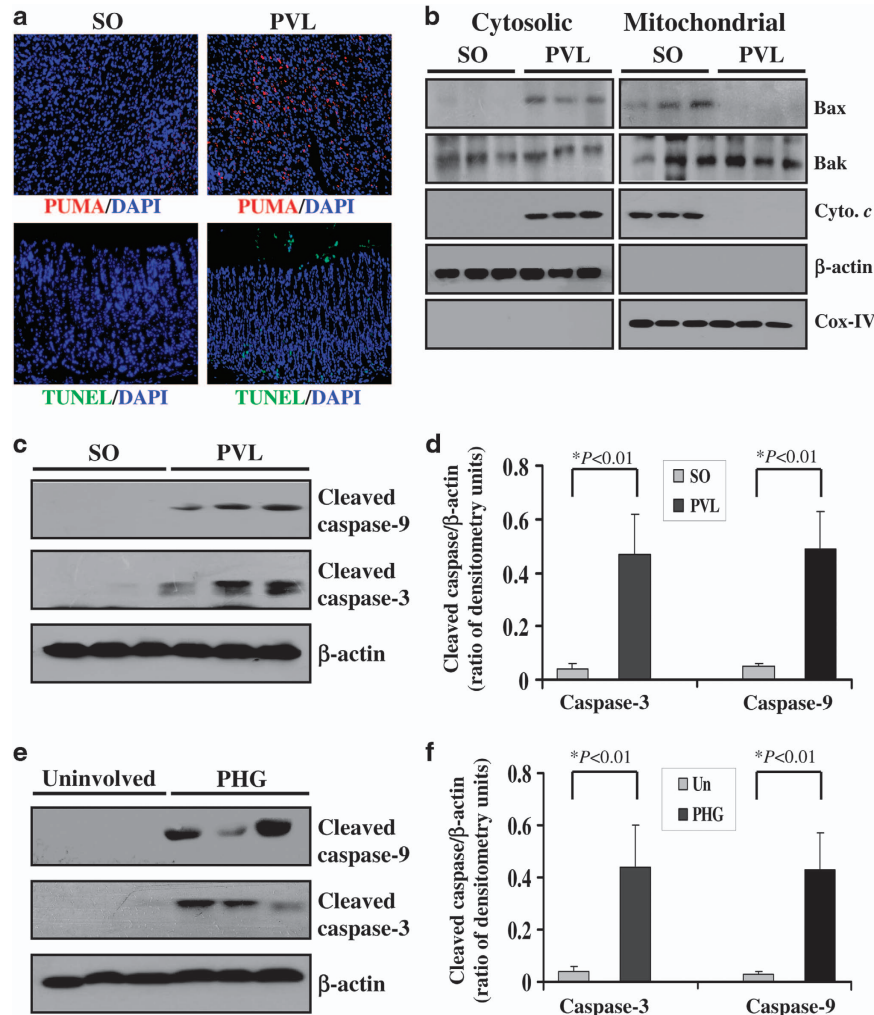 a
SO PVL
PUMA/DAPI PUMA/DAPI
TUNEL/DAPI TUNEL/DAPI
b
Cytosolic Mitochondrial
SO PVL SO PVL
Bax
Bak
Cyto. c
β-actin
Cox-IV
c
SO PVL
Cleaved
caspase-9
Cleaved
caspase-3
β-actin
d
Cleaved caspase/β-actin
(ratio of densitometry units)
0.8
0.6
0.4
0.2
0
*P<0.01 *P<0.01
SO
PVL
Caspase-3 Caspase-9
e
Uninvolved PHG
Cleaved
caspase-9
Cleaved
caspase-3
β-actin
f
Cleaved caspase/β-actin
(ratio of densitometry units)
0.8
0.6
0.4
0.2
0
*P<0.01 *P<0.01
Un
PHG
Caspase-3 Caspase-9